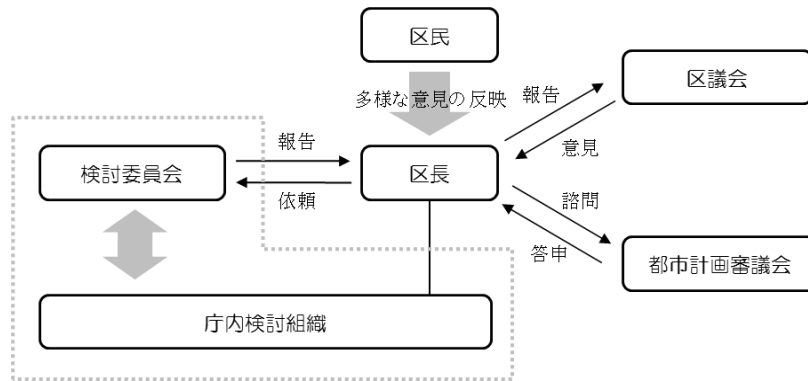 区民
多様な意見の反映
報告
区議会
意見
検討委員会
報告
依頼
区長
諮問
答申
都市計画審議会
庁内検討組織